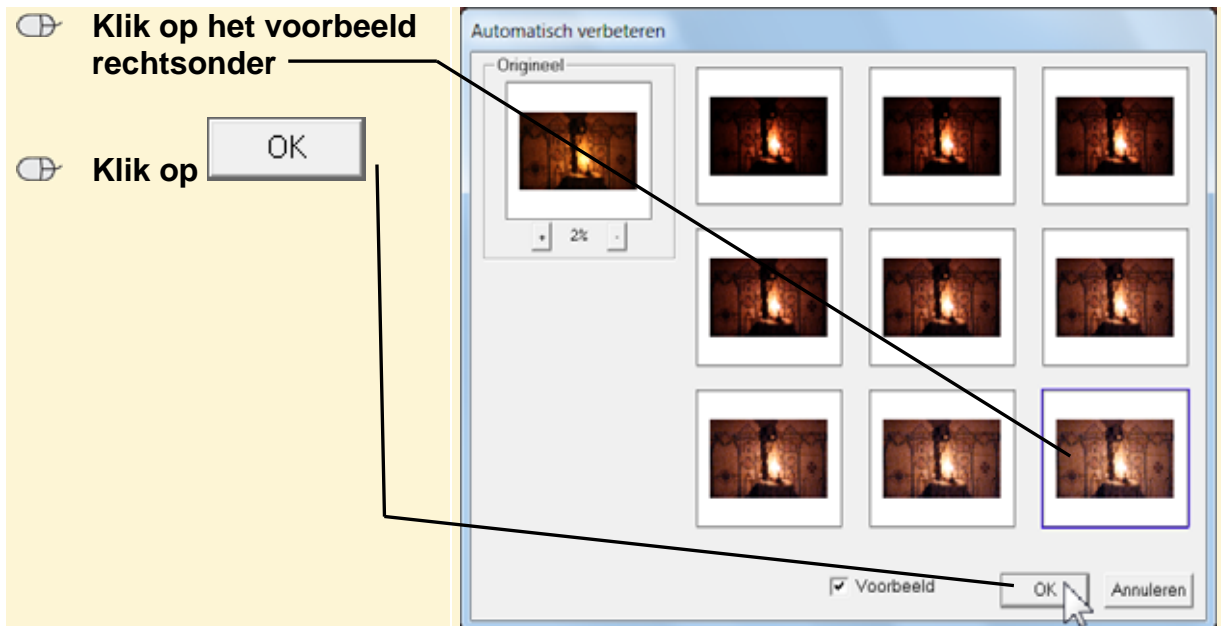 Klik op het voorbeeld
rechtsonder
Klik op OK
Automatisch verbeteren
Origineel
+ 2% -
Voorbeeld OK Annuleren